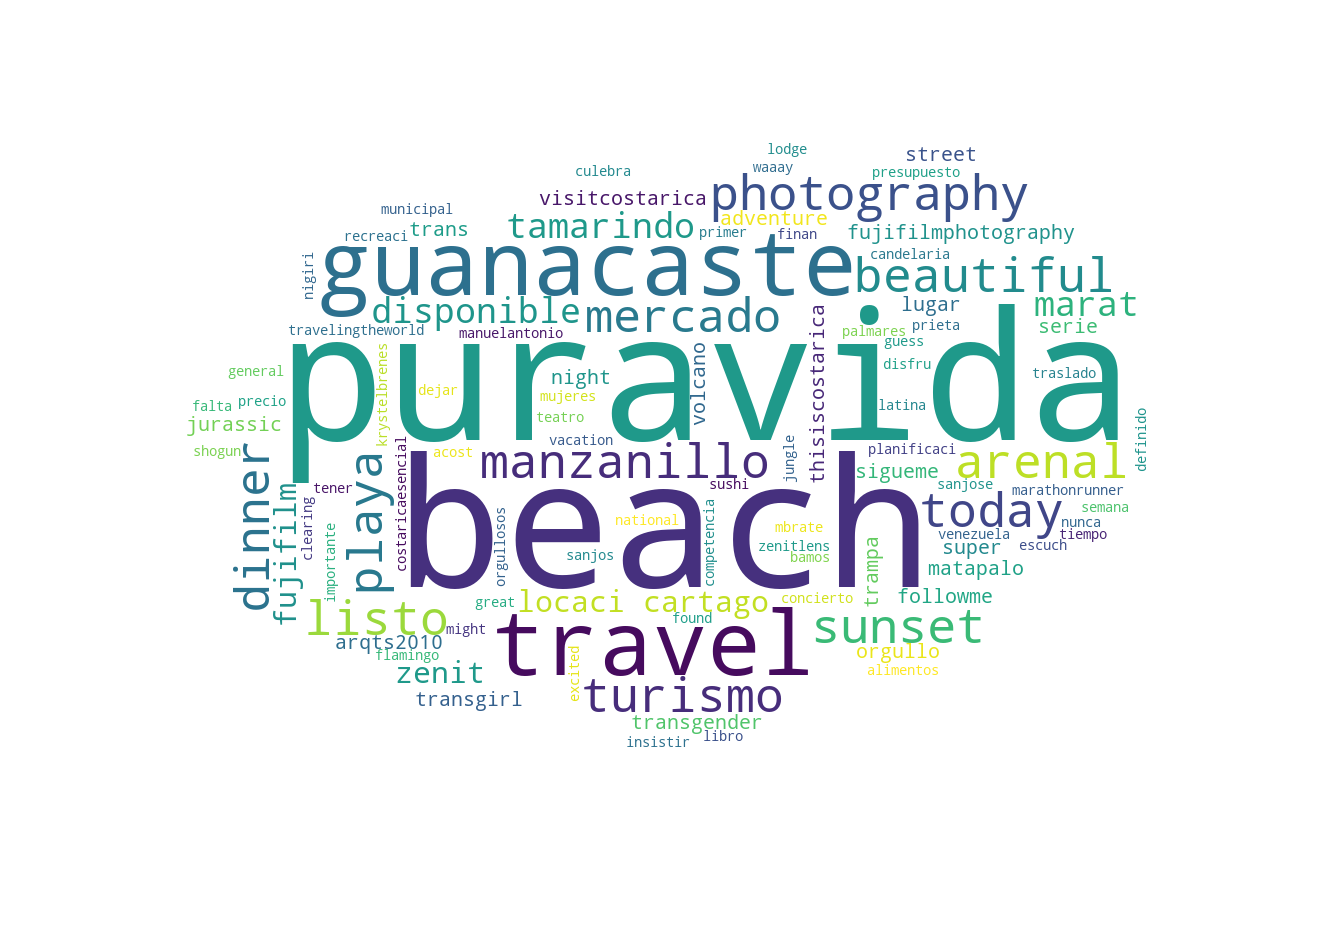 lodge
street
waaay
culebra
presupuesto
visitcostarica
photography
municipal
adventure
tamarindo
trans
primer
finan
fujifilmphotography
recreaci
guanacaste
candelaria
beautiful
nigiri
disponible
mercado
lugar
marat
travelingtheworld
manuelantonio
palmares
prieta
serie
guess
puravida
thisiscostarica
volcano
krystelbrenes
general
night
disfru
traslado
dejar
mujeres
falta
precio
latina
jurassic
teatro
definido
shogun
vacation
jungle
planificaci
acost
manzanillo
arenal
sigueme
costaricaesencial
dinner
playa
tener
sushi
sanjose
marathonrunner
fujifilm
beach
today
semana
clearing
national
nunca
mbrate
venezuela
tiempo
orgullosos
competencia
zenitlens
super
escuch
importante
sanjos
bamos
trampa
matapalo
great
locaci cartago
concierto
followme
listo
found
might
travel
sunset
arqts2010
orgullo
flamingo
excited
zenit
alimentos
transgirl
turismo
transgender
libro
insistir